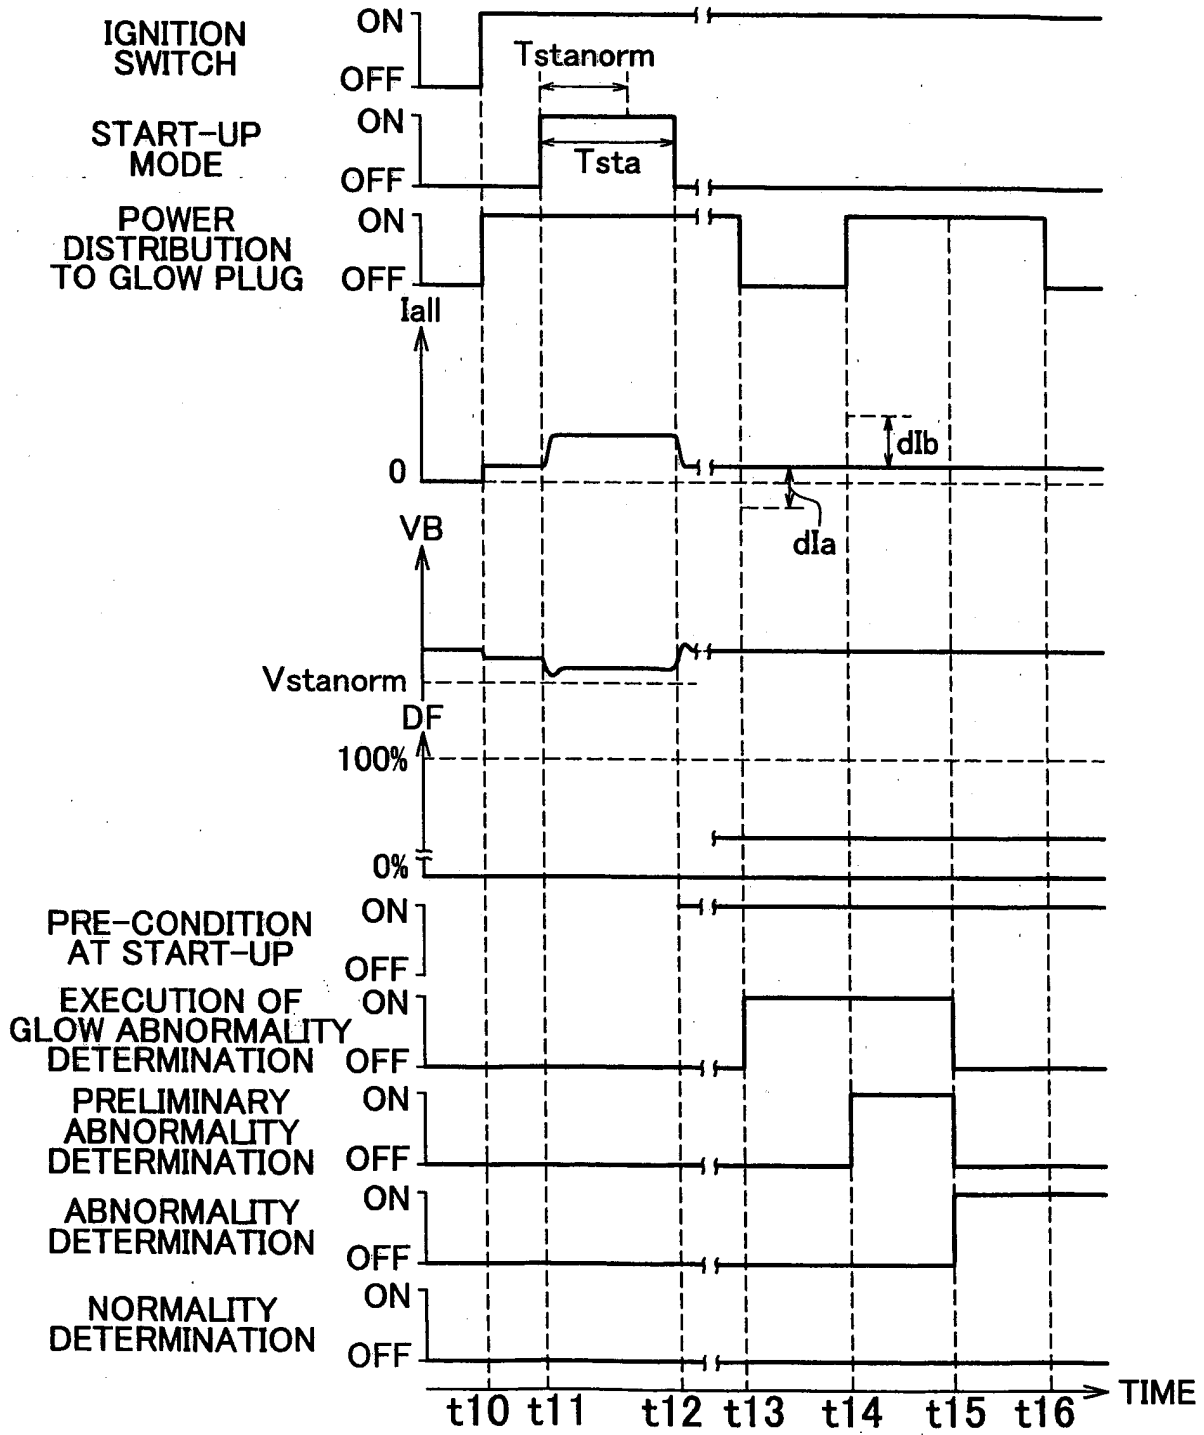 IGNITION
SWITCH
ON
OFF
Tstanorm
START-UP
MODE
ON
OFF
Tsta
POWER
DISTRIBUTION
TO GLOW PLUG
ON
OFF
Iall
0
dIb
dIa
VB
Vstanorm
DF
100%
0%
PRE-CONDITION
AT START-UP
ON
OFF
EXECUTION OF
GLOW ABNORMALITY
DETERMINATION
ON
OFF
PRELIMINARY
ABNORMALITY
DETERMINATION
ON
OFF
ABNORMALITY
DETERMINATION
ON
OFF
NORMALITY
DETERMINATION
ON
OFF
t10 t11 t12 t13 t14 t15 t16
TIME